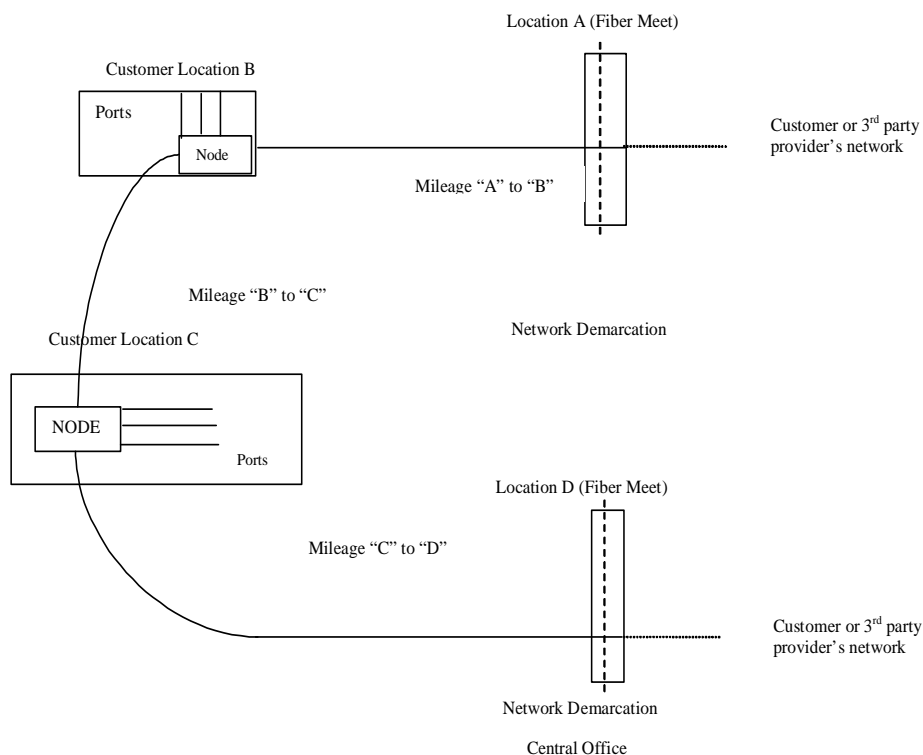 Location A (Fiber Meet)
Customer Location B
Ports
Node
Customer or 3rd party
provider's network
Mileage “A” to “B”
Mileage “B” to “C”
Network Demarcation
Customer Location C
NODE
Ports
Location D (Fiber Meet)
Mileage “C” to “D”
Customer or 3rd party
provider's network
Network Demarcation
Central Office